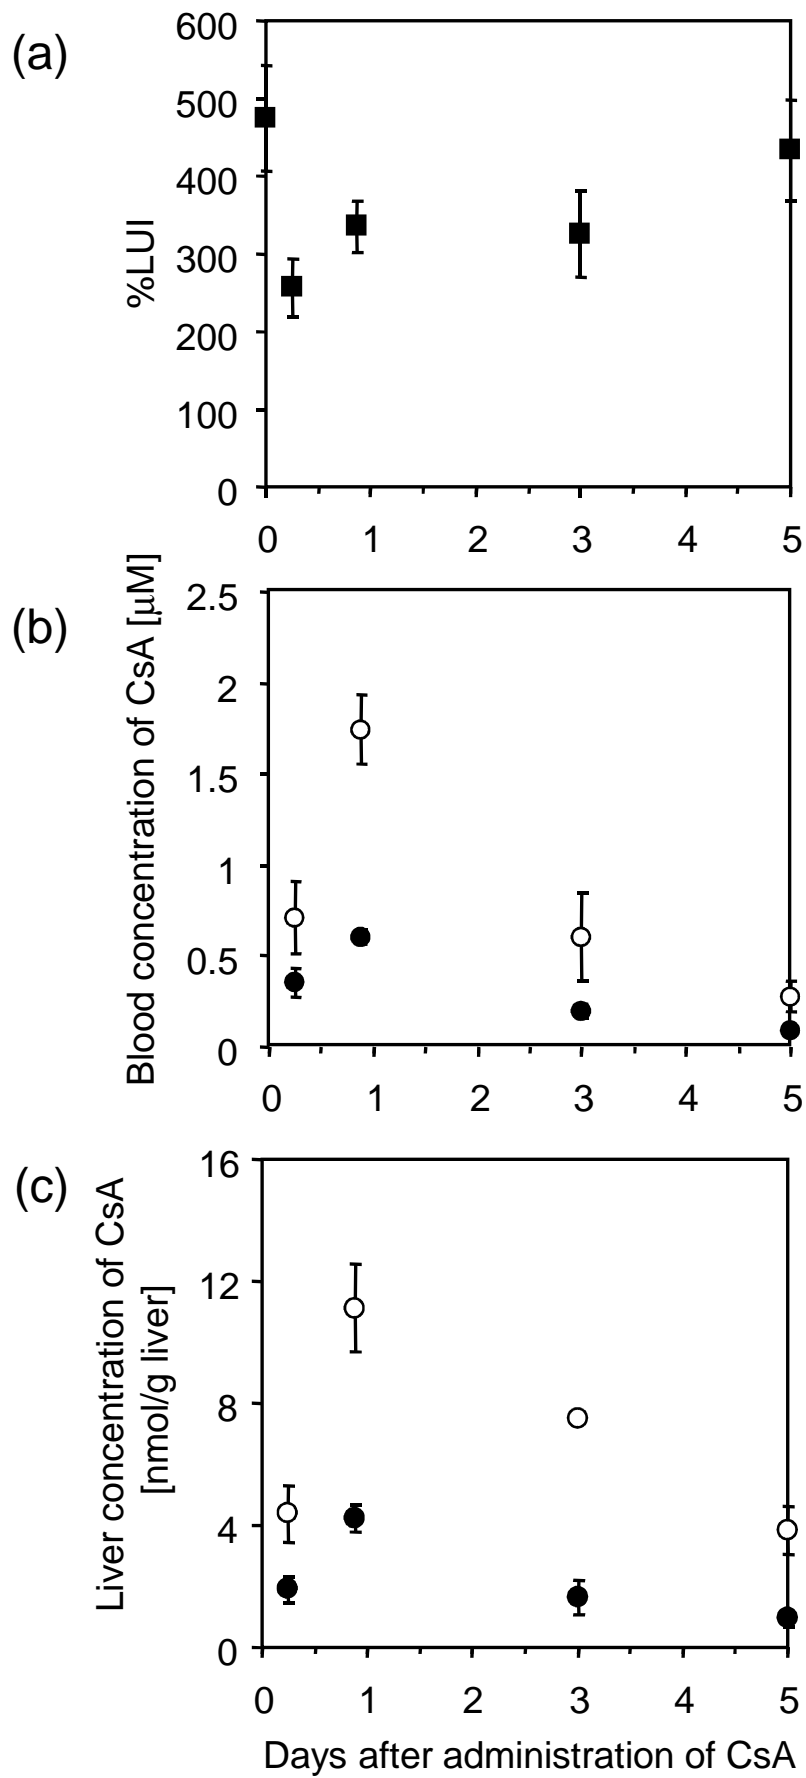 (a)
%LUI
600
500
400
300
200
100
0
0 1 2 3 4 5
(b)
Blood concentration of CsA [μM]
2.5
2
1.5
1
0.5
0
0 1 2 3 4 5
(c)
Liver concentration of CsA
[nmol/g liver]
16
12
8
4
0
0 1 2 3 4 5
Days after administration of CsA